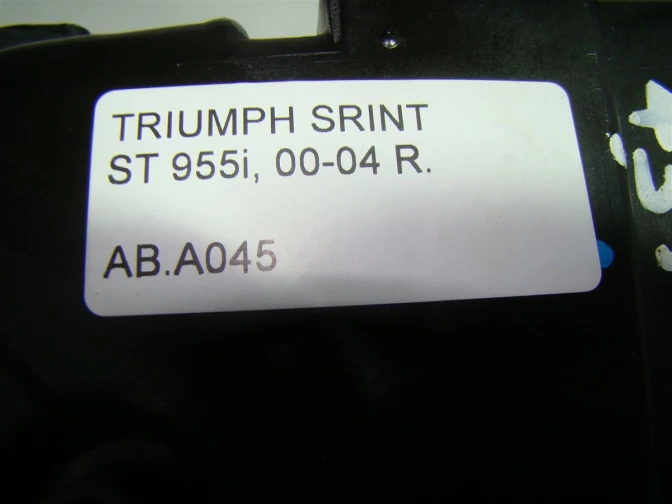 TRIUMPH SRINT
ST 955i, 00-04 R.
AB.A045